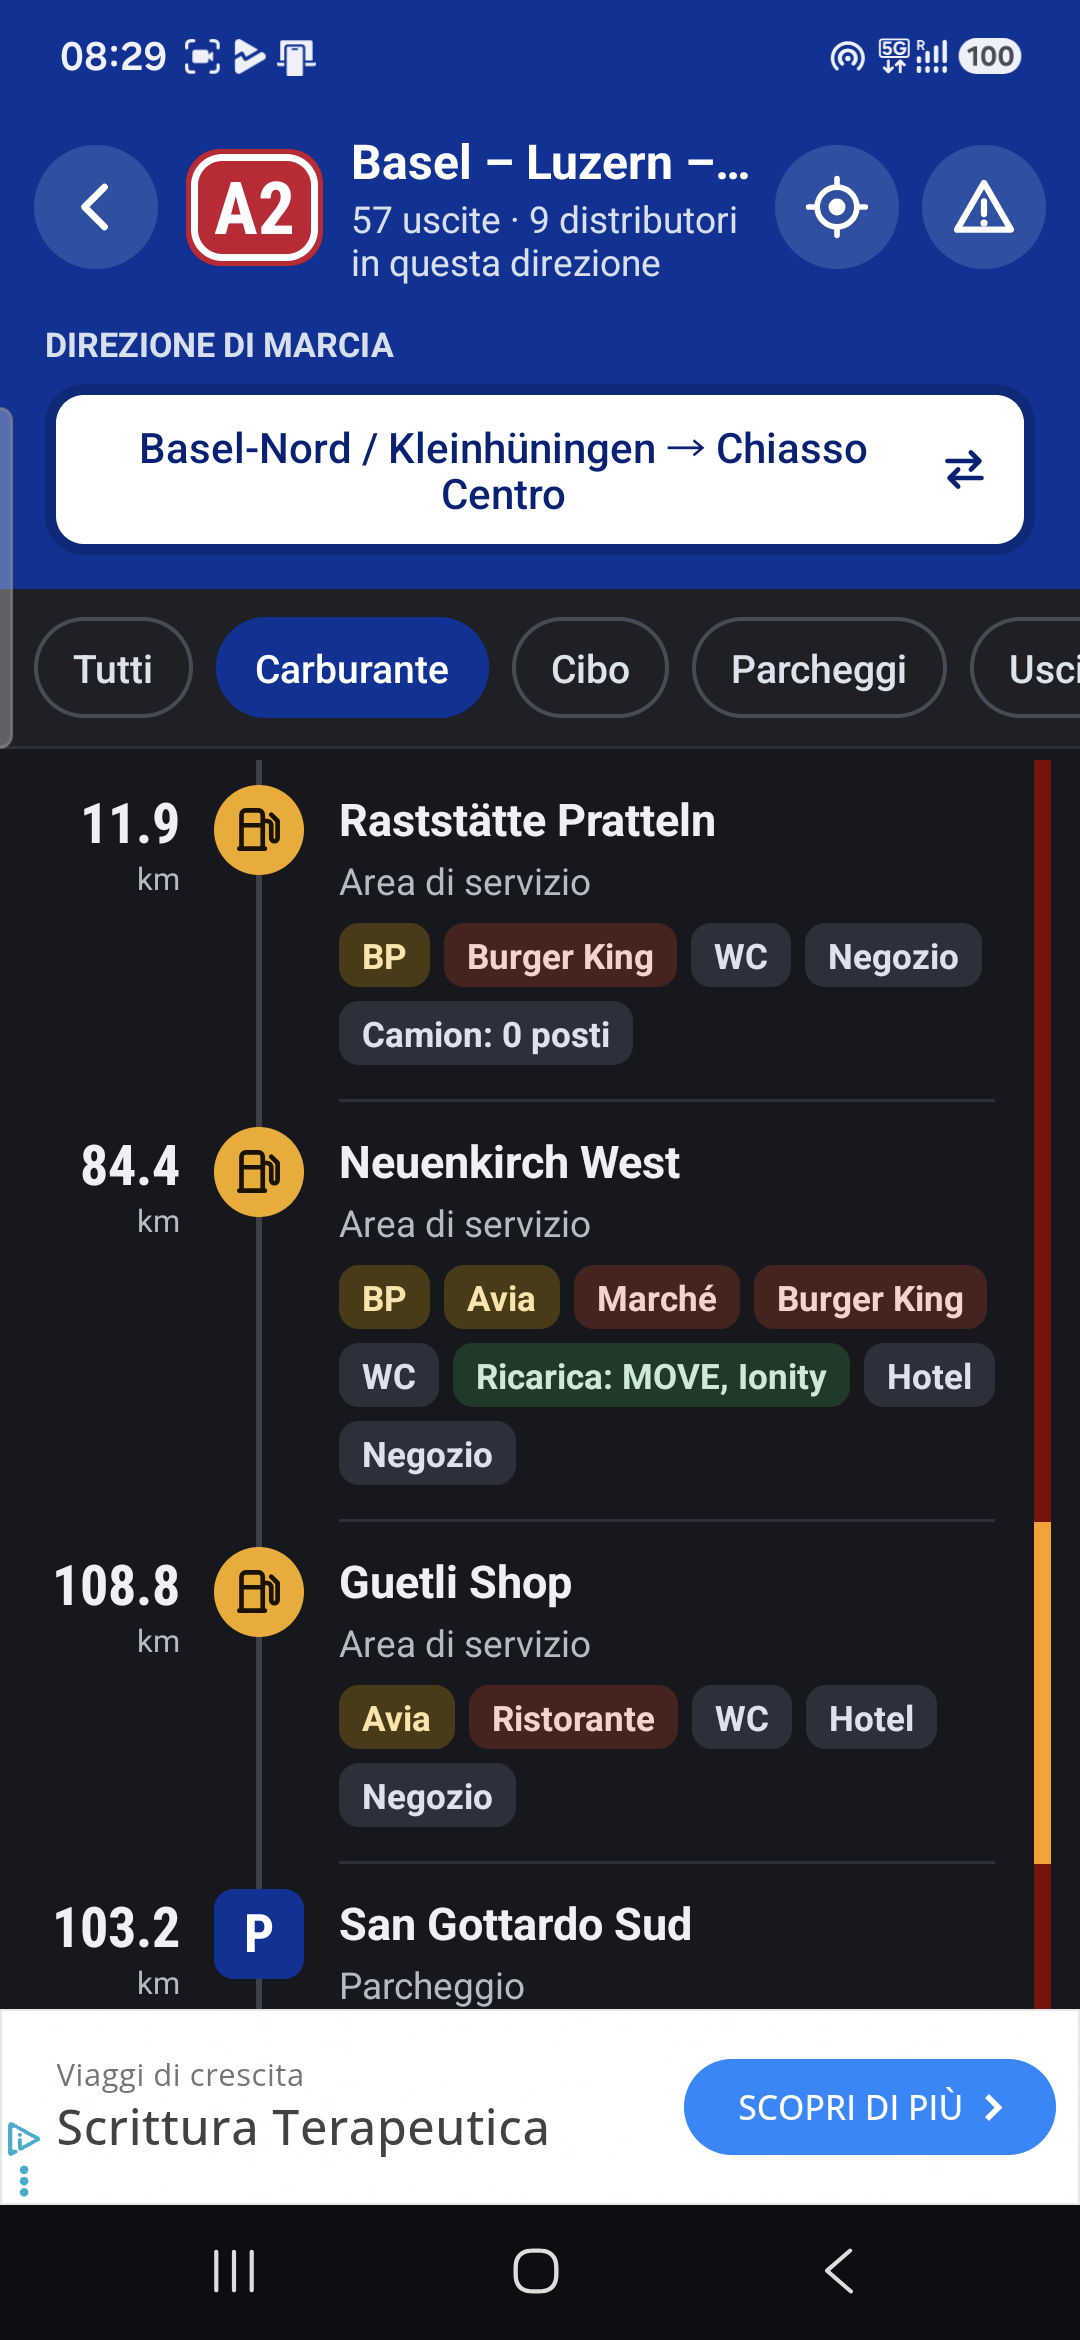 08:29
5G
R
100
A2
Basel – Luzern –...
57 uscite · 9 distributori
in questa direzione
DIREZIONE DI MARCIA
Basel-Nord / Kleinhüningen → Chiasso
Centro
Tutti Carburante Cibo Parcheggi Usci
11.9 km
Raststätte Pratteln
Area di servizio
BP Burger King WC Negozio
Camion: 0 posti
84.4 km
Neuenkirch West
Area di servizio
BP Avia Marché Burger King
WC Ricarica: MOVE, Ionity Hotel
Negozio
108.8 km
Guetli Shop
Area di servizio
Avia Ristorante WC Hotel
Negozio
103.2 km
P
San Gottardo Sud
Parcheggio
Viaggi di crescita
Scrittura Terapeutica
SCOPRI DI PIÙ